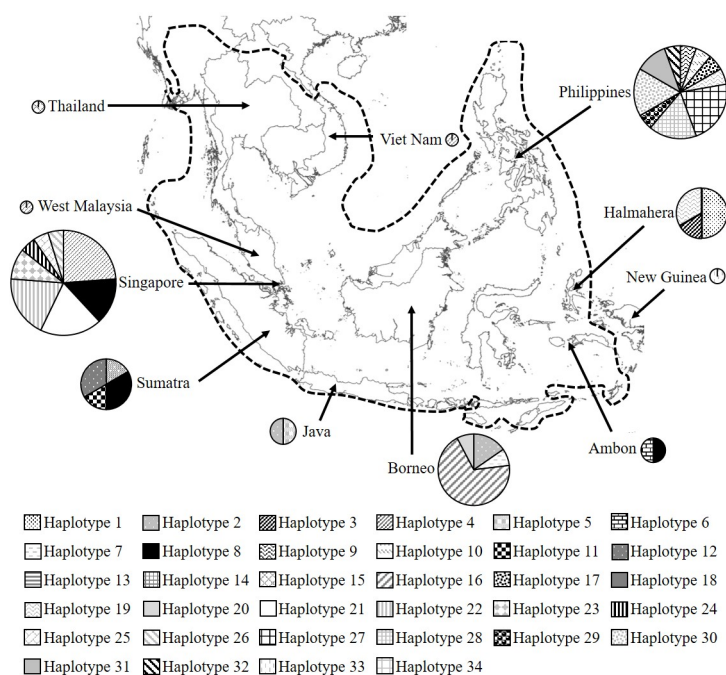 Thailand
Viet Nam
Philippines
West Malaysia
Singapore
Halmahera
New Guinea
Sumatra
Java
Borneo
Ambon
Haplotype 1 Haplotype 2 Haplotype 3 Haplotype 4 Haplotype 5 Haplotype 6
Haplotype 7 Haplotype 8 Haplotype 9 Haplotype 10 Haplotype 11 Haplotype 12
Haplotype 13 Haplotype 14 Haplotype 15 Haplotype 16 Haplotype 17 Haplotype 18
Haplotype 19 Haplotype 20 Haplotype 21 Haplotype 22 Haplotype 23 Haplotype 24
Haplotype 25 Haplotype 26 Haplotype 27 Haplotype 28 Haplotype 29 Haplotype 30
Haplotype 31 Haplotype 32 Haplotype 33 Haplotype 34